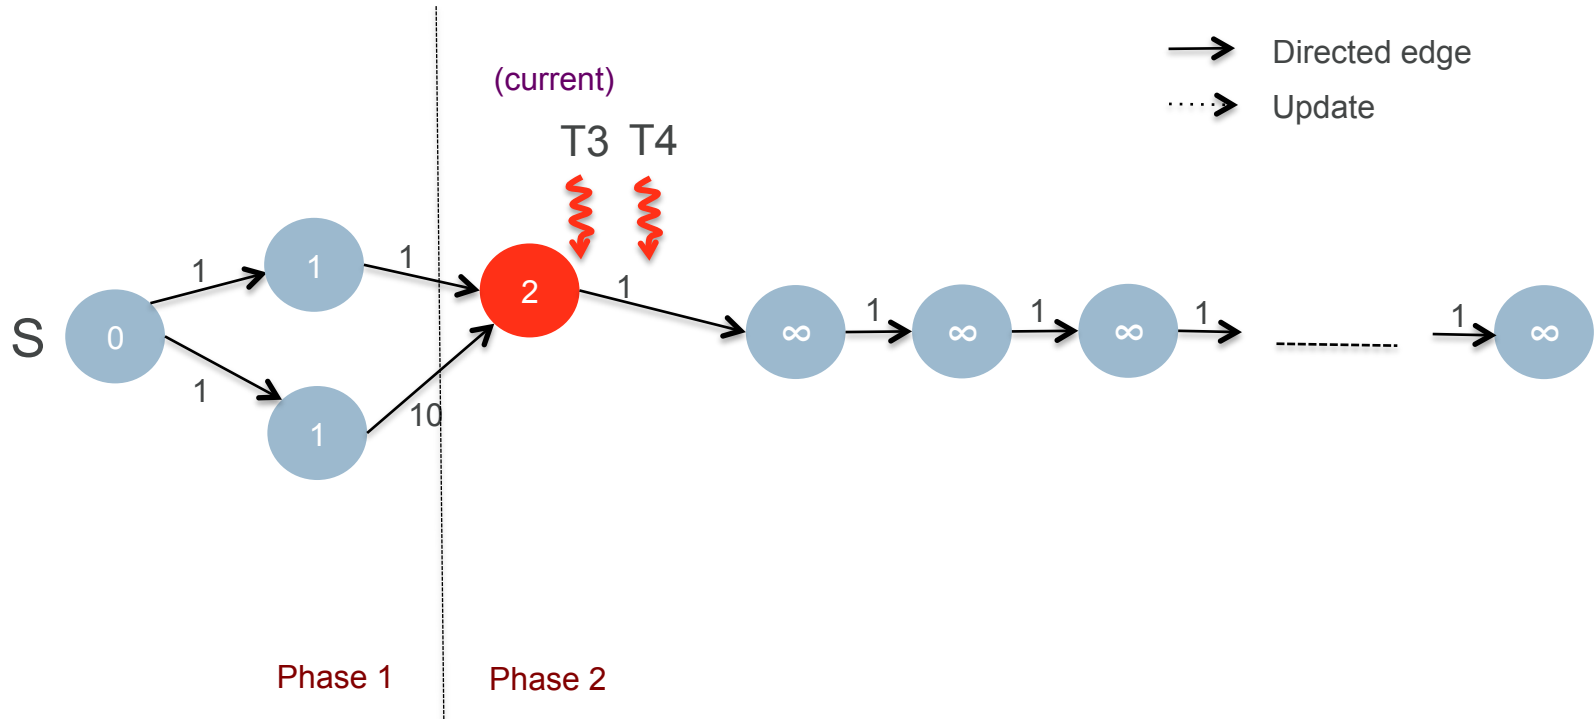 Directed edge
Update
(current)
T3 T4
1 1 1 1
2 1
S 0
∞ 1 ∞ 1 ∞ 1 1 ∞
1
10
1
Phase 1
Phase 2